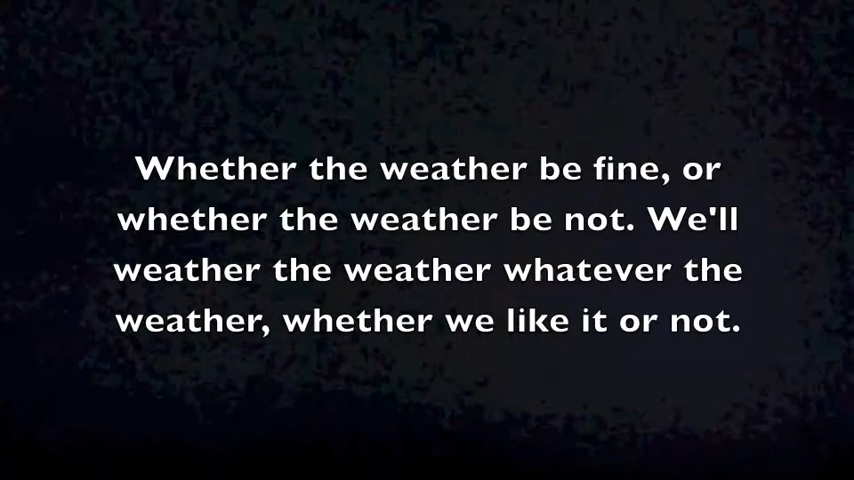 Whether the weather be fine, or
whether the weather be not. We'll
weather the weather whatever the
weather, whether we like it or not.